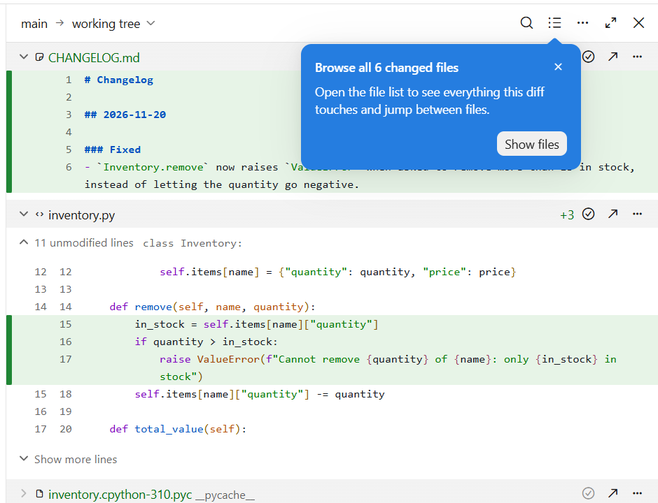 main → working tree
CHANGELOG.md
Browse all 6 changed files
Open the file list to see everything this diff
touches and jump between files.
Show files
1 # Changelog
2
3 ## 2026-11-20
4
5 ### Fixed
6 - `Inventory.remove` now raises in stock,
instead of letting the quantity go negative.
inventory.py +3
11 unmodified lines class Inventory:
12 12 self.items[name] = {"quantity": quantity, "price": price}
13 13
14 14 def remove(self, name, quantity):
15 in_stock = self.items[name]["quantity"]
16 if quantity > in_stock:
17 raise ValueError(f"Cannot remove {quantity} of {name}: only {in_stock} in
stock")
15 18 self.items[name]["quantity"] -= quantity
16 19
17 20 def total_value(self):
Show more lines
inventory.cpython-310.pyc __pycache__